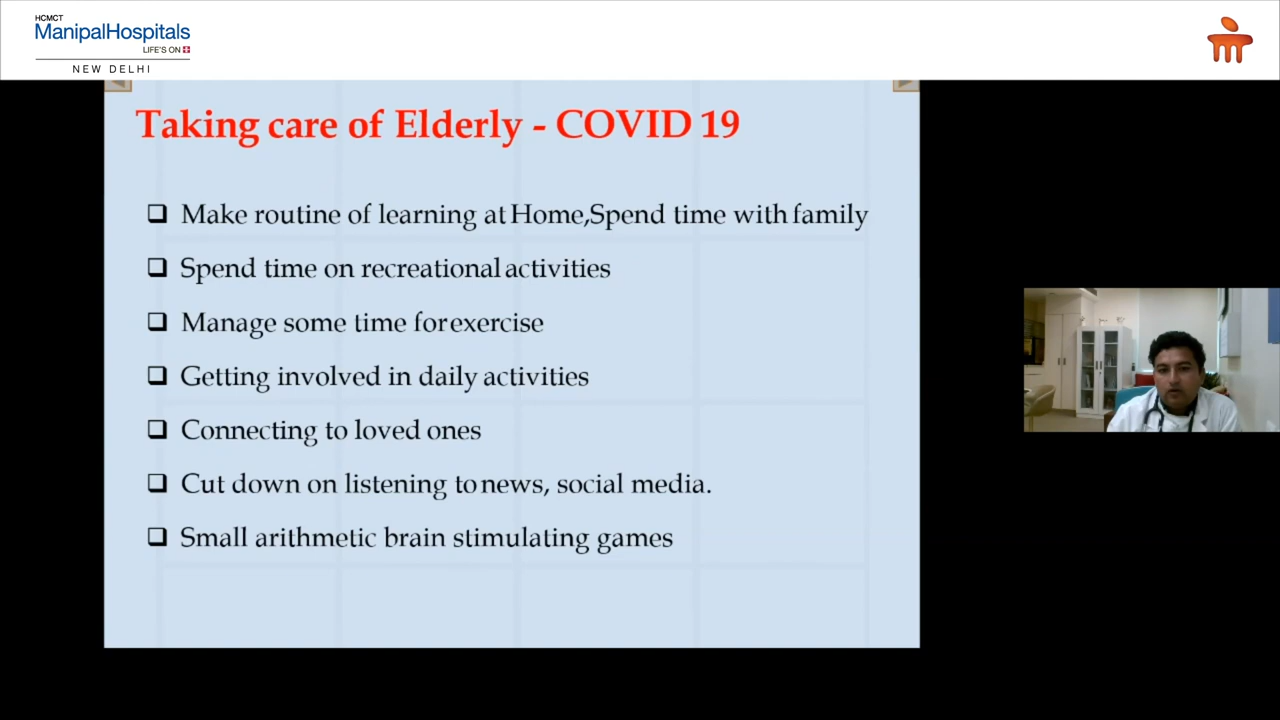 HCMCT
ManipalHospitals
LIFE'S ON
NEW DELHI
Taking care of Elderly - COVID 19
Make routine of learning at Home,Spend time with family
Spend time on recreational activities
Manage some time for exercise
Getting involved in daily activities
Connecting to loved ones
Cut down on listening to news, social media.
Small arithmetic brain stimulating games